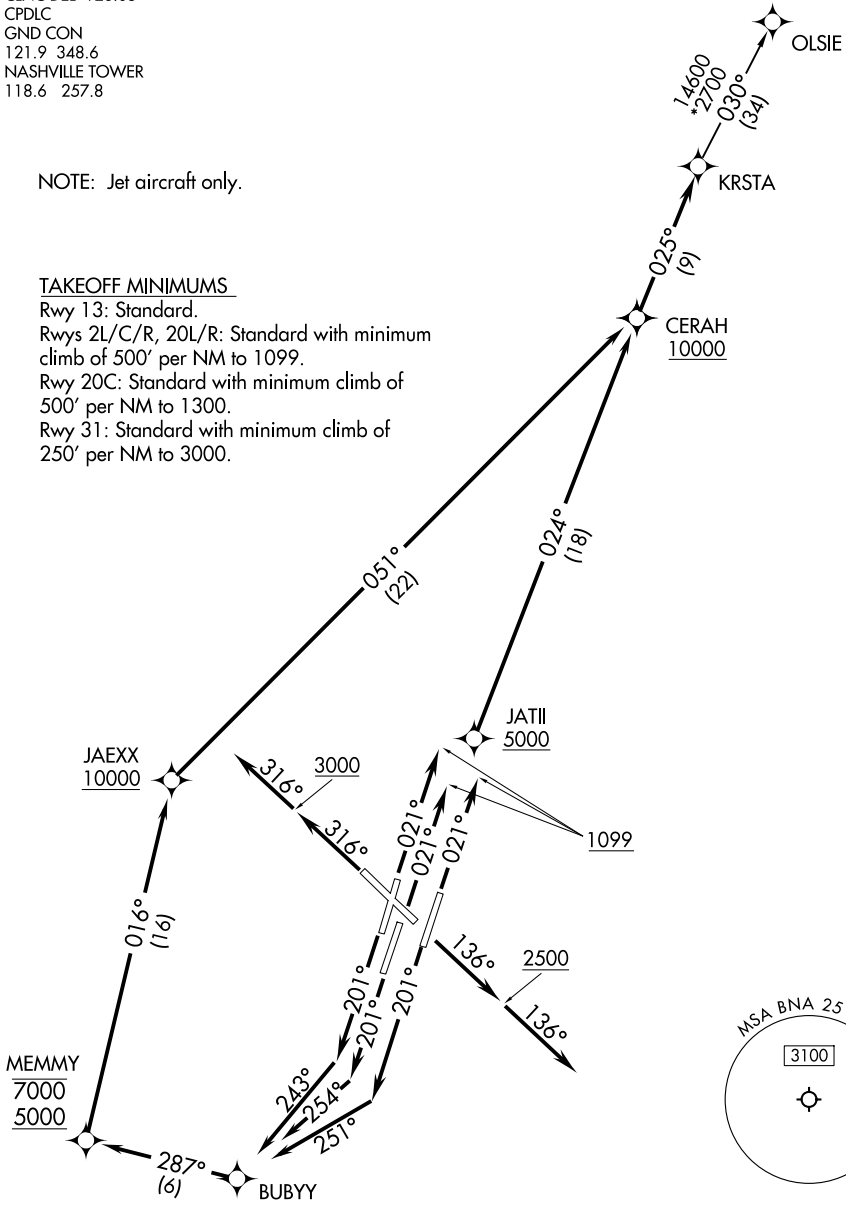 CPDLC
GND CON
121.9 348.6
NASHVILLE TOWER
118.6 257.8
OLSIE
14600
*2700
030°
(34)
NOTE: Jet aircraft only.
KRSTA
025°
(9)
TAKEOFF MINIMUMS
Rwy 13: Standard.
Rwys 2L/C/R, 20L/R: Standard with minimum
climb of 500' per NM to 1099.
Rwy 20C: Standard with minimum climb of
500' per NM to 1300.
Rwy 31: Standard with minimum climb of
250' per NM to 3000.
CERAH
10000
051°
(22)
024°
(18)
JATII
5000
JAEXX
10000
316°
3000
316°
021°
021°
021°
1099
016°
(16)
136°
2500
136°
201°
201°
201°
MEMMY
7000
5000
243°
254°
251°
287°
(6)
BUBYY
MSA BNA 25
3100